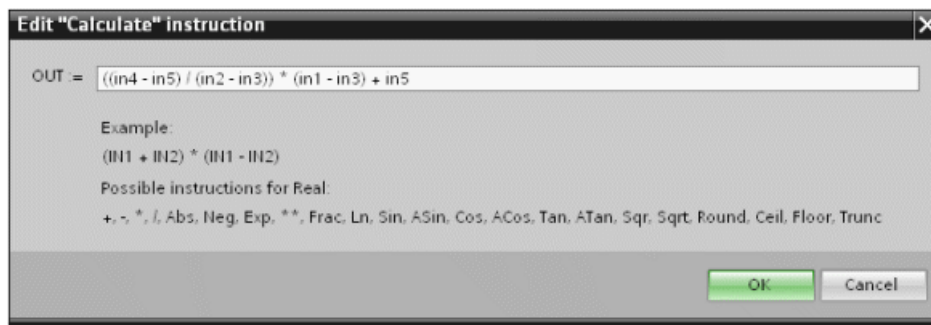 Edit "Calculate" instruction
OUT := ((in4 - in5) / (in2 - in3)) * (in1 - in3) + in5
Example:
(IN1 + IN2) * (IN1 - IN2)
Possible instructions for Real:
+, -, *, /, Abs, Neg, Exp, **, Frac, Ln, Sin, ASin, Cos, ACos, Tan, ATan, Sqr, Sqrt, Round, Ceil, Floor, Trunc
OK Cancel